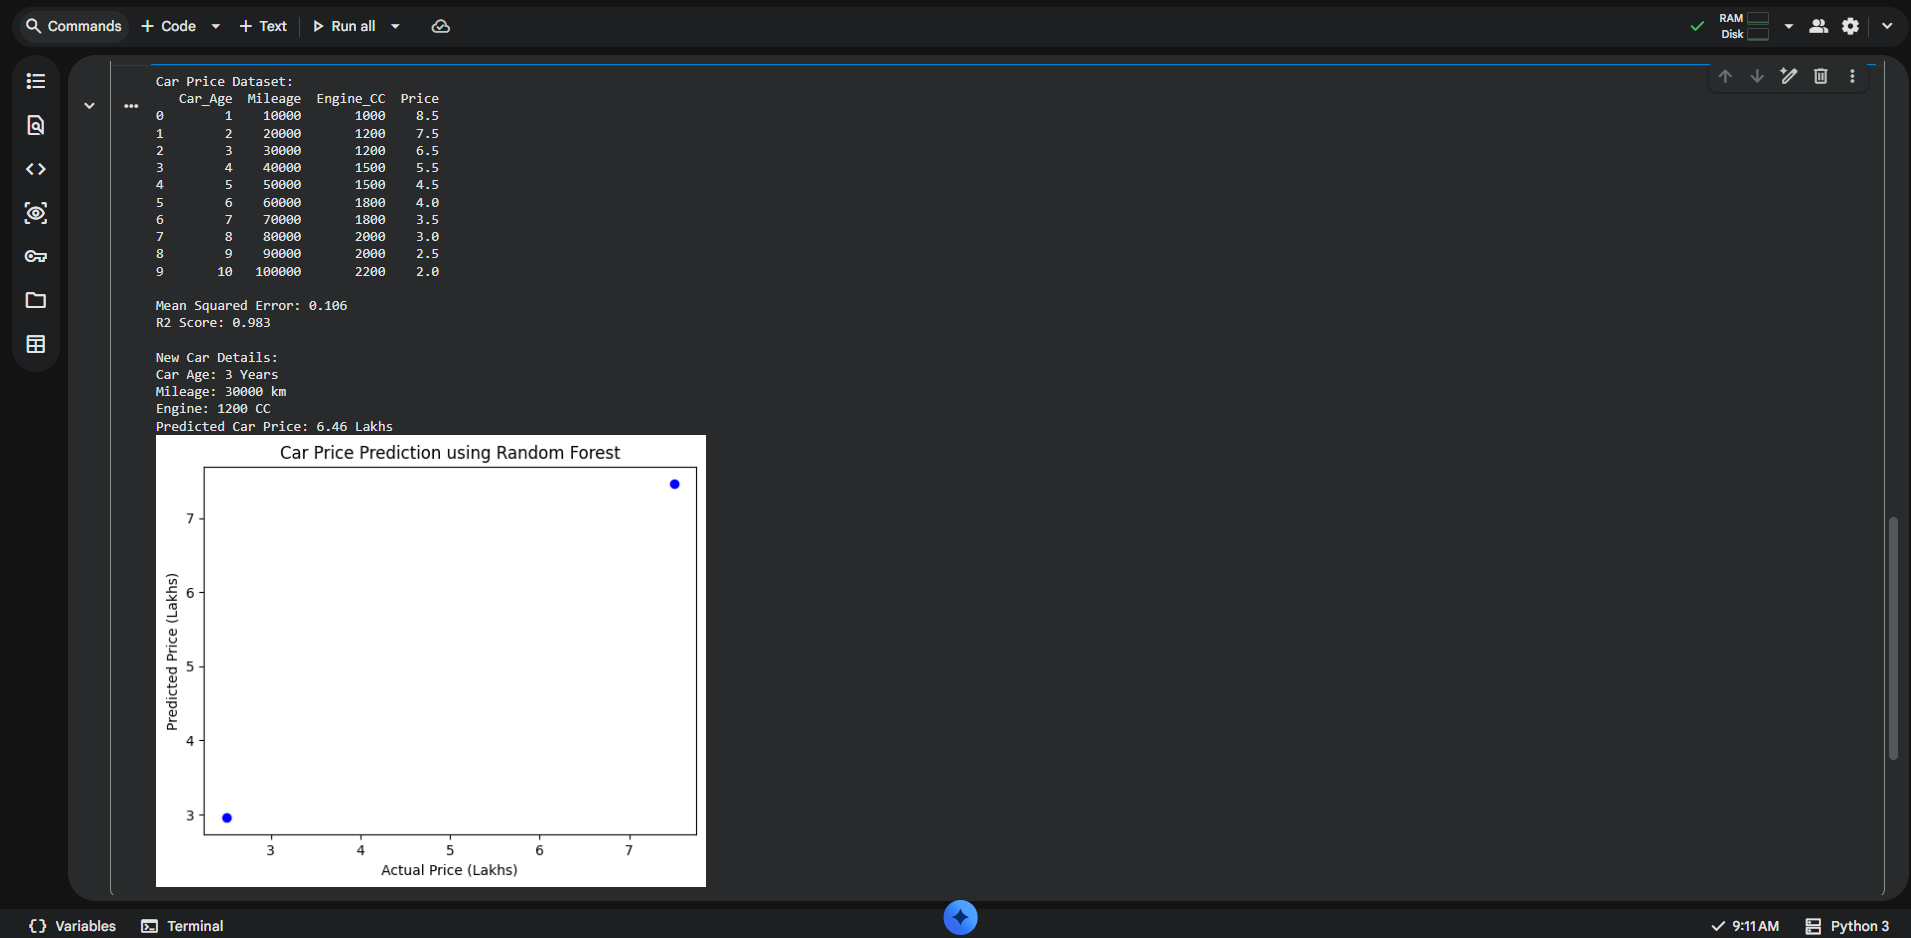 Commands + Code + Text Run all RAM
Disk
Car Price Dataset:
   Car_Age  Mileage  Engine_CC  Price
0        1    10000       1000    8.5
1        2    20000       1200    7.5
2        3    30000       1200    6.5
3        4    40000       1500    5.5
4        5    50000       1500    4.5
5        6    60000       1800    4.0
6        7    70000       1800    3.5
7        8    80000       2000    3.0
8        9    90000       2000    2.5
9       10   100000       2200    2.0
Mean Squared Error: 0.106
R2 Score: 0.983
New Car Details:
Car Age: 3 Years
Mileage: 30000 km
Engine: 1200 CC
Predicted Car Price: 6.46 Lakhs
Car Price Prediction using Random Forest
Predicted Price (Lakhs)
7
6
5
4
3
3 4 5 6 7
Actual Price (Lakhs)
{} Variables Terminal 9:11 AM Python 3